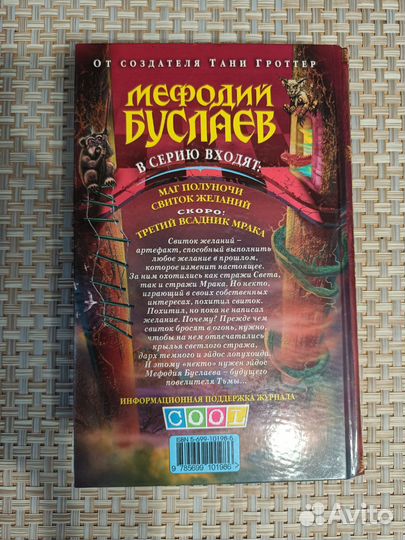 От создателя Тани Гроттер
МЕФОДИЙ
БУСЛАЕВ
В СЕРИЮ ВХОДЯТ:
МАГ ПОЛУНОЧИ
СВИТОК ЖЕЛАНИЙ
СКОРО!
ТРЕТИЙ ВСАДНИК МРАКА
Свиток желаний –
артефакт, способный выполнить
любое желание в прошлом,
которое изменит настоящее.
За ним охотились как стражи Света,
так и стражи Мрака. Но некто,
играющий в своих собственных
интересах, похитил свиток.
Похитил, но пока не написал
желание. Почему? Прежде чем
свиток бросят в огонь, нужно,
чтобы на нем отпечатались
крылья светлого стража,
дарх темного и эйдос лопухоида.
И этому «некто» нужен эйдос
Мефодия Буслаева – будущего
повелителя Тьмы...
ИНФОРМАЦИОННАЯ ПОДДЕРЖКА ЖУРНАЛА
COOL
ISBN 5-699-10198-6
9 785699 101986
Avito